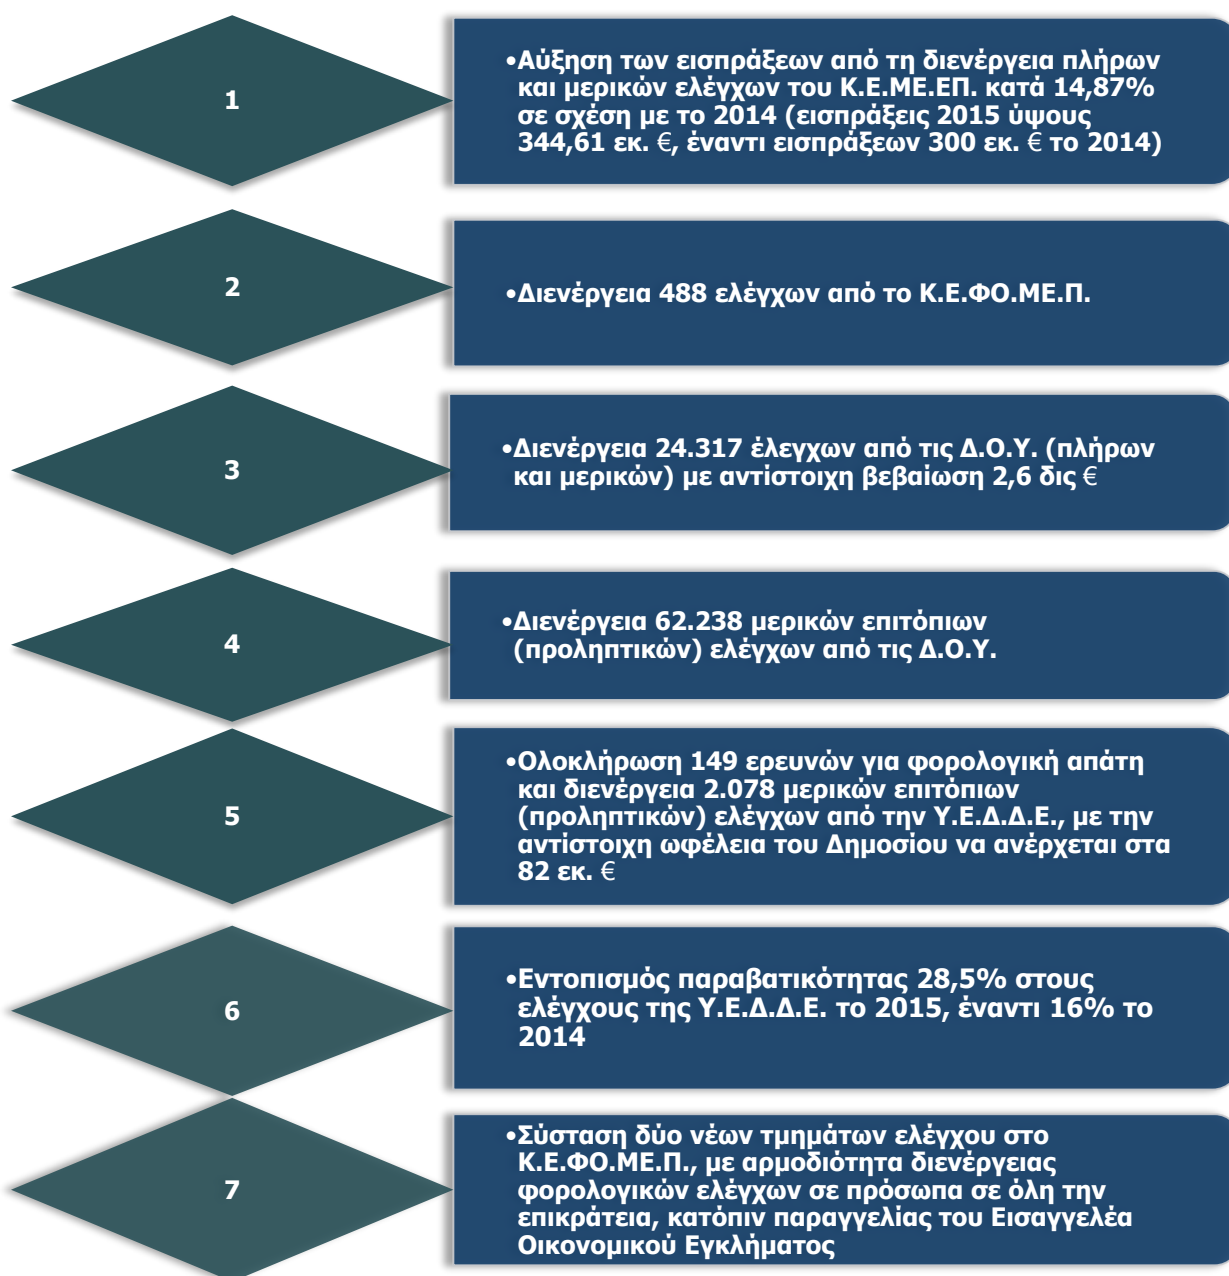 1
•Αύξηση των εισπράξεων από τη διενέργεια πλήρων
και μερικών ελέγχων του Κ.Ε.ΜΕ.ΕΠ. κατά 14,87%
σε σχέση με το 2014 (εισπράξεις 2015 ύψους
344,61 εκ. €, έναντι εισπράξεων 300 εκ. € το 2014)
2
•Διενέργεια 488 ελέγχων από το Κ.Ε.ΦΟ.ΜΕ.Π.
3
•Διενέργεια 24.317 έλεγχων από τις Δ.Ο.Υ. (πλήρων
και μερικών) με αντίστοιχη βεβαίωση 2,6 δις €
4
•Διενέργεια 62.238 μερικών επιτόπιων
(προληπτικών) ελέγχων από τις Δ.Ο.Υ.
5
•Ολοκλήρωση 149 ερευνών για φορολογική απάτη
και διενέργεια 2.078 μερικών επιτόπιων
(προληπτικών) ελέγχων από την Υ.Ε.Δ.Δ.Ε., με την
αντίστοιχη ωφέλεια του Δημοσίου να ανέρχεται στα
82 εκ. €
6
•Εντοπισμός παραβατικότητας 28,5% στους
ελέγχους της Υ.Ε.Δ.Δ.Ε. το 2015, έναντι 16% το
2014
7
•Σύσταση δύο νέων τμημάτων ελέγχου στο
Κ.Ε.ΦΟ.ΜΕ.Π., με αρμοδιότητα διενέργειας
φορολογικών ελέγχων σε πρόσωπα σε όλη την
επικράτεια, κατόπιν παραγγελίας του Εισαγγελέα
Οικονομικού Εγκλήματος